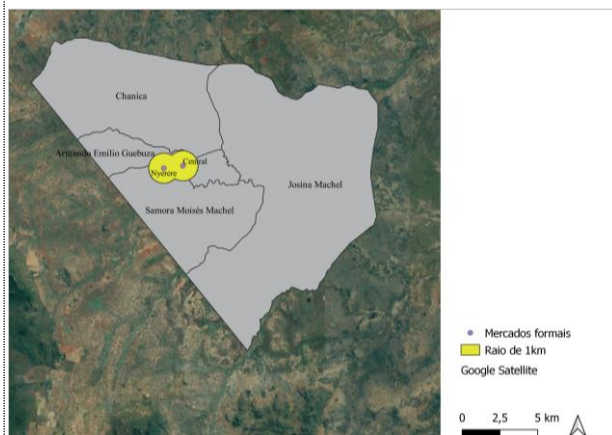 Chanica
Armando Emílio Guebuza
Central
Nyerere
Josina Machel
Samora Moisés Machel
Mercados formais
Raio de 1km
Google Satellite
0 2,5 5 km